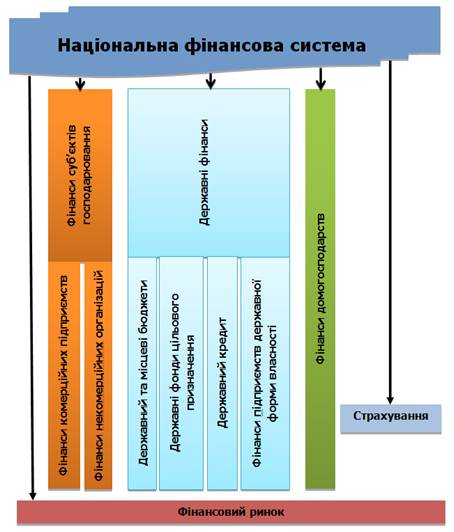 Національна фінансова система
Фінанси суб’єктів
господарювання
Фінанси комерційних підприємств
Фінанси некомерційних організацій
Державні фінанси
Державний та місцеві бюджети
Державні фонди цільового
призначення
Державний кредит
Фінанси підприємств державної
форми власності
Фінанси домогосподарств
Страхування
Фінансовий ринок